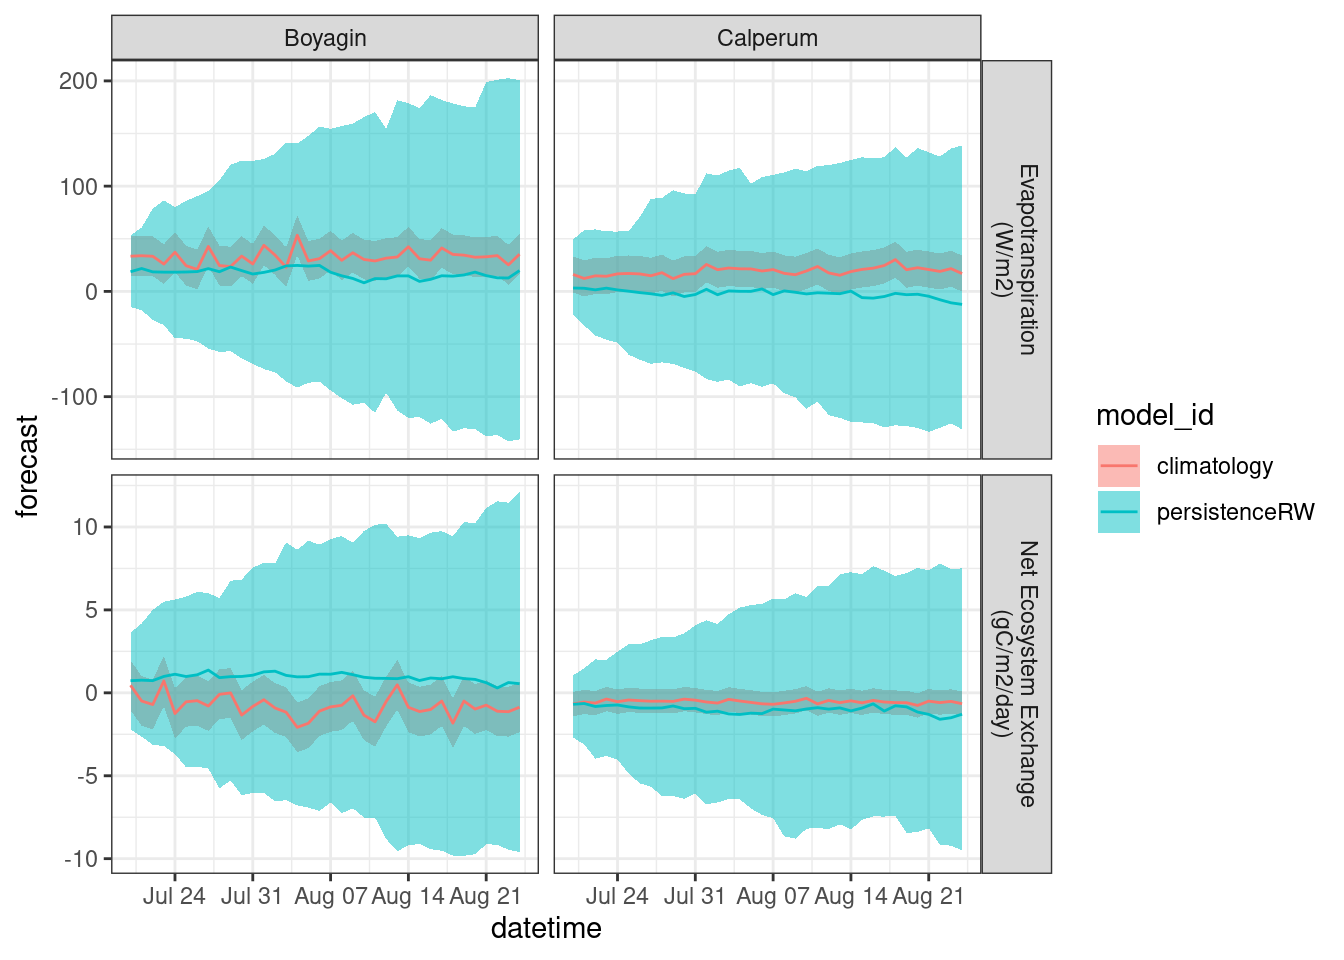 Boyagin
Calperum
200
100
0
-100
Evapotranspiration
(W/m2)
forecast
10
5
0
-5
-10
Net Ecosystem Exchange
(gC/m2/day)
Jul 24 Jul 31 Aug 07 Aug 14 Aug 21
Jul 24 Jul 31 Aug 07 Aug 14 Aug 21
datetime
model_id
climatology
persistenceRW